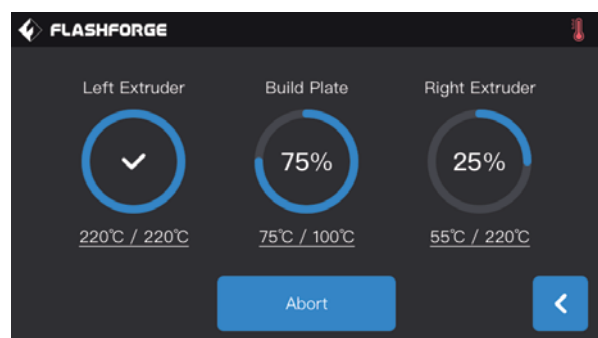 FLASHFORGE
Left Extruder Build Plate Right Extruder
75% 25%
220℃ / 220℃ 75℃ / 100℃ 55℃ / 220℃
Abort